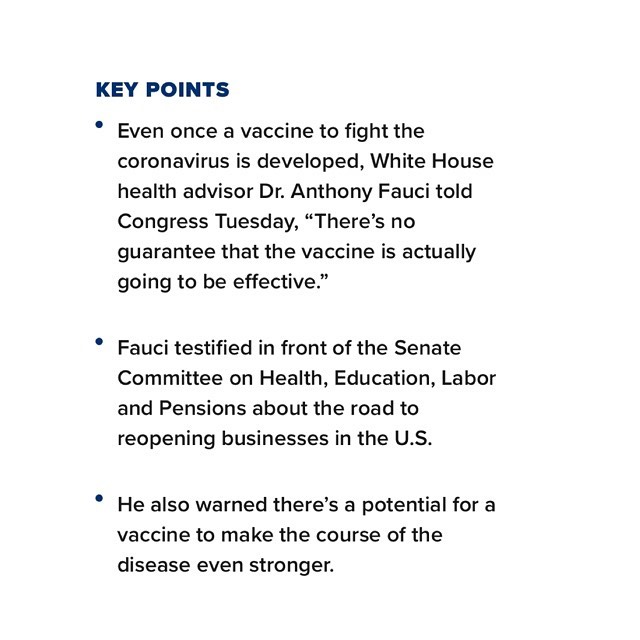 KEY POINTS
• Even once a vaccine to fight the
coronavirus is developed, White House
health advisor Dr. Anthony Fauci told
Congress Tuesday, “There’s no
guarantee that the vaccine is actually
going to be effective.”
• Fauci testified in front of the Senate
Committee on Health, Education, Labor
and Pensions about the road to
reopening businesses in the U.S.
• He also warned there’s a potential for a
vaccine to make the course of the
disease even stronger.